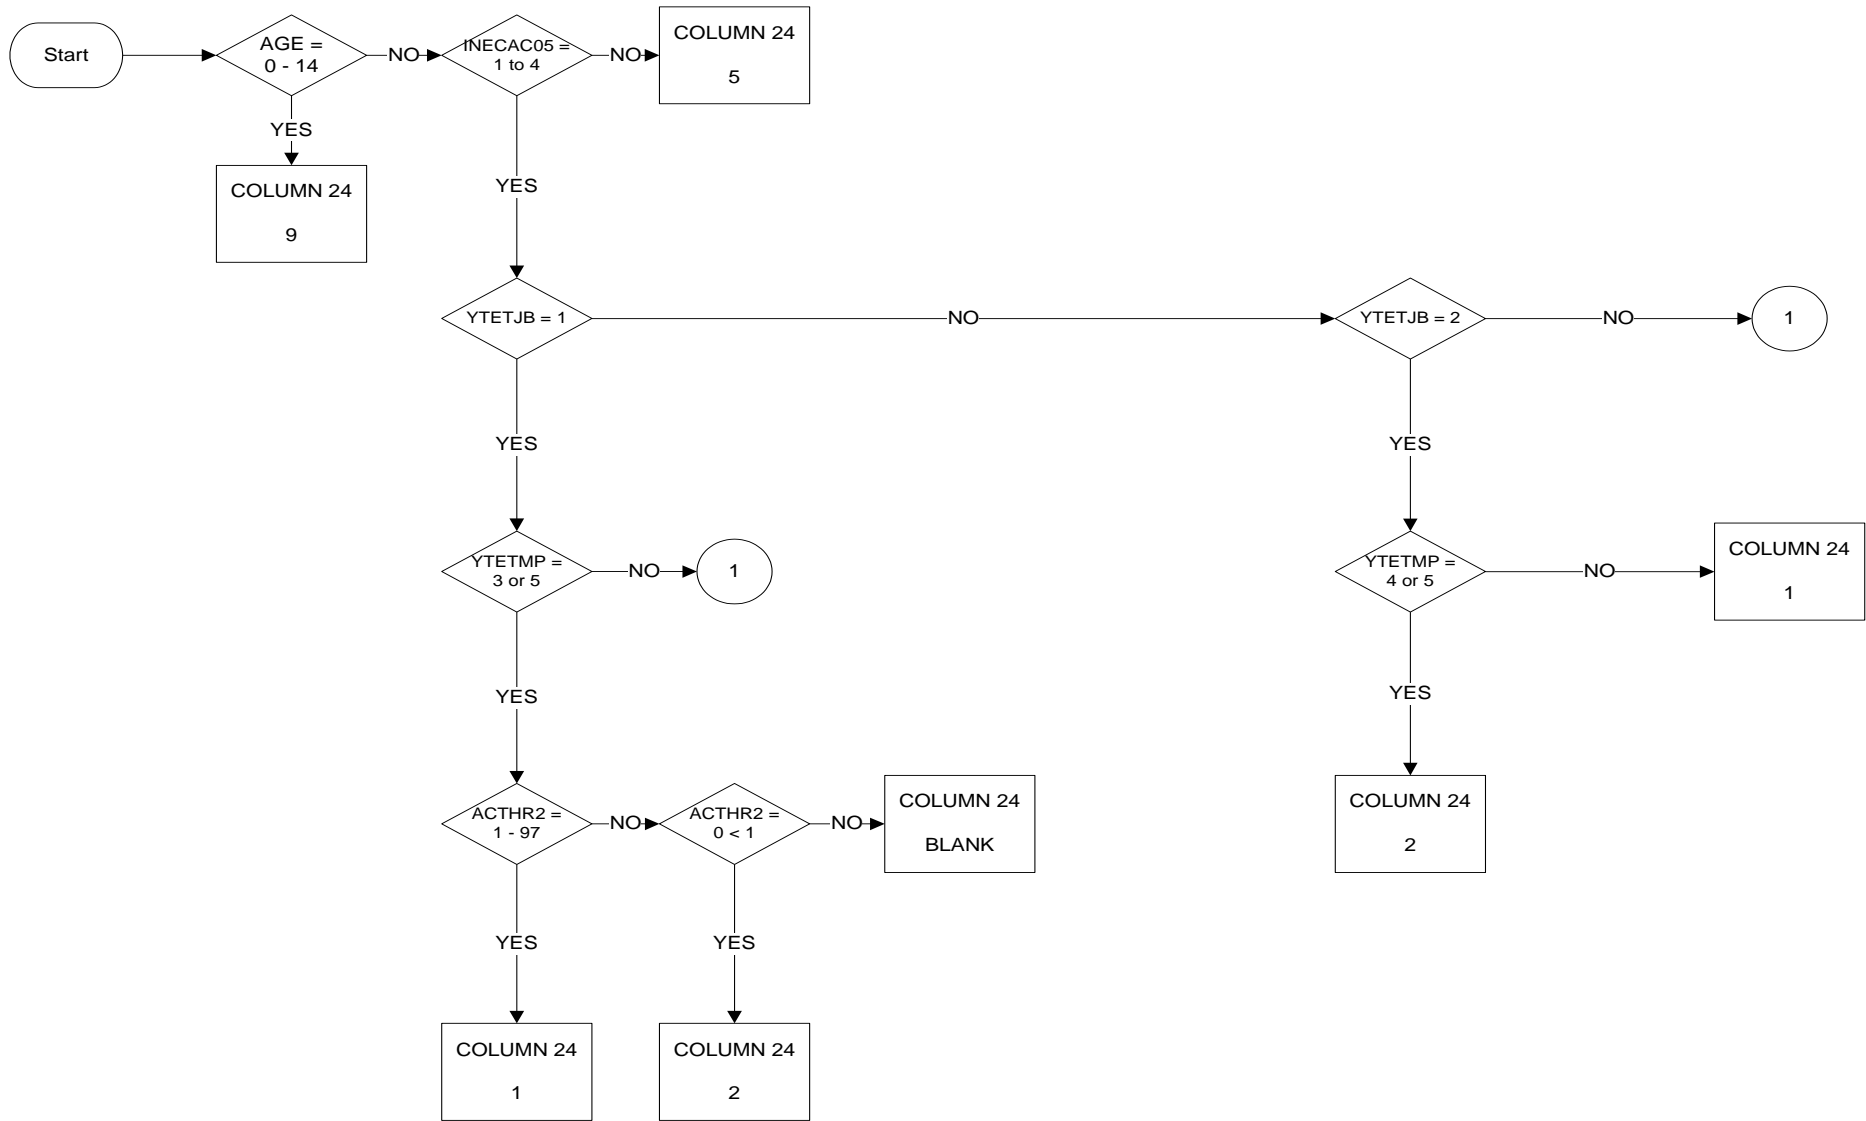 Start
AGE =
0 - 14
NO
INECAC05 =
1 to 4
NO
COLUMN 24
5
YES
COLUMN 24
9
YES
YTETJB = 1
NO
YTETJB = 2
NO
1
YES
YES
YTETMP =
3 or 5
NO
1
YTETMP =
4 or 5
NO
COLUMN 24
1
YES
YES
ACTHR2 =
1 - 97
NO
ACTHR2 =
0 < 1
NO
COLUMN 24
BLANK
COLUMN 24
2
YES
YES
COLUMN 24
1
COLUMN 24
2